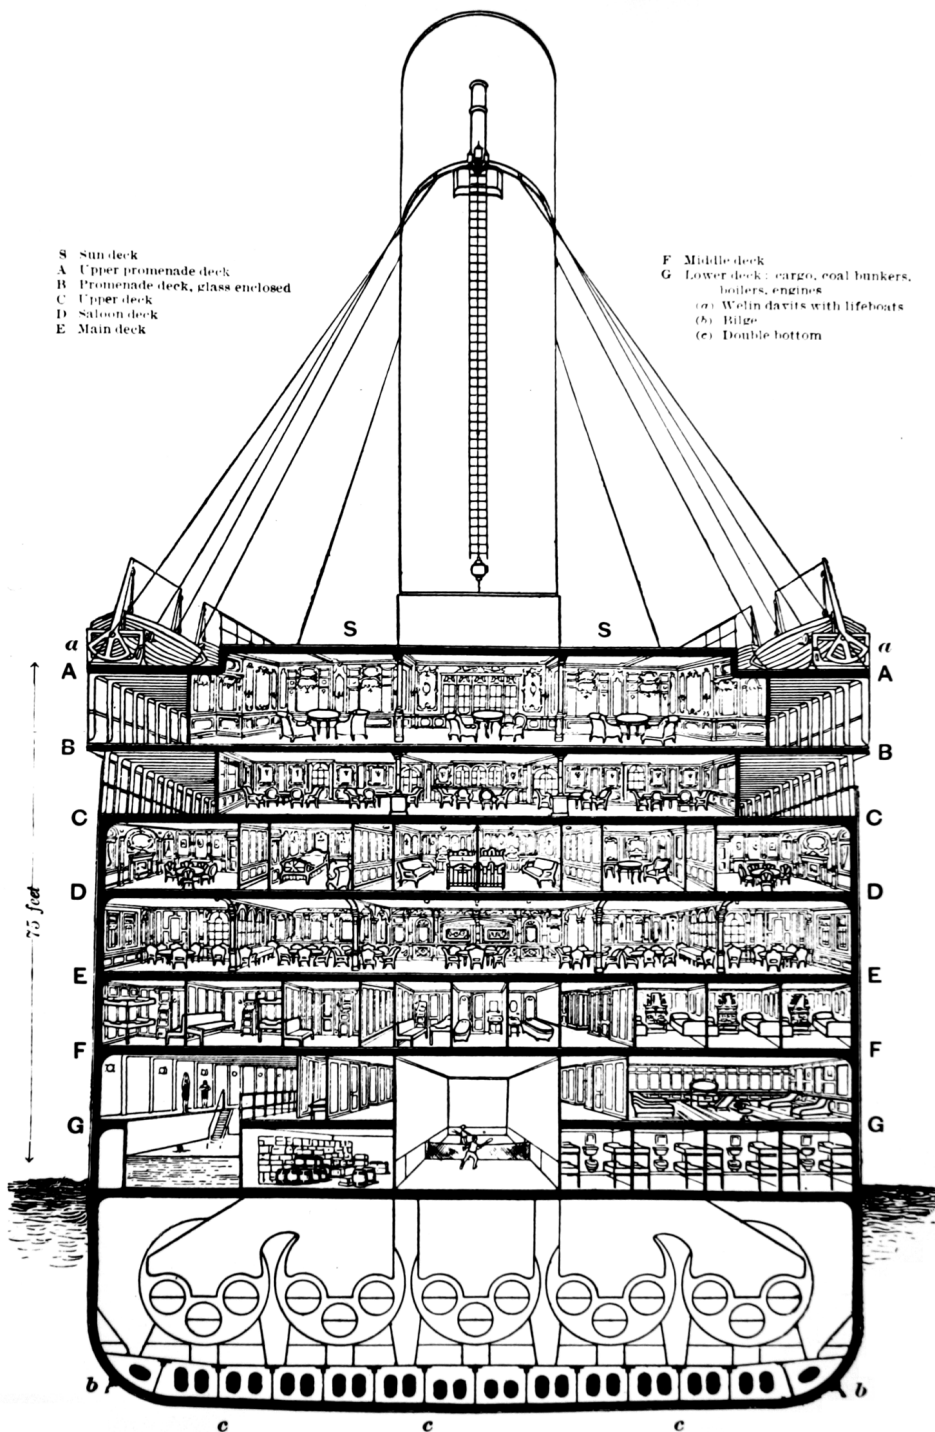 S Sun deck
A Upper promenade deck
B Promenade deck, glass enclosed
C Upper deck
D Saloon deck
E Main deck
F Middle deck
G Lower deck: cargo, coal bunkers,
boilers, engines
(a) Welin davits with lifeboats
(b) Bilge
(c) Double bottom
S S
a a
A A
B B
C C
D D
75 feet
E E
F F
G G
b b
c c c